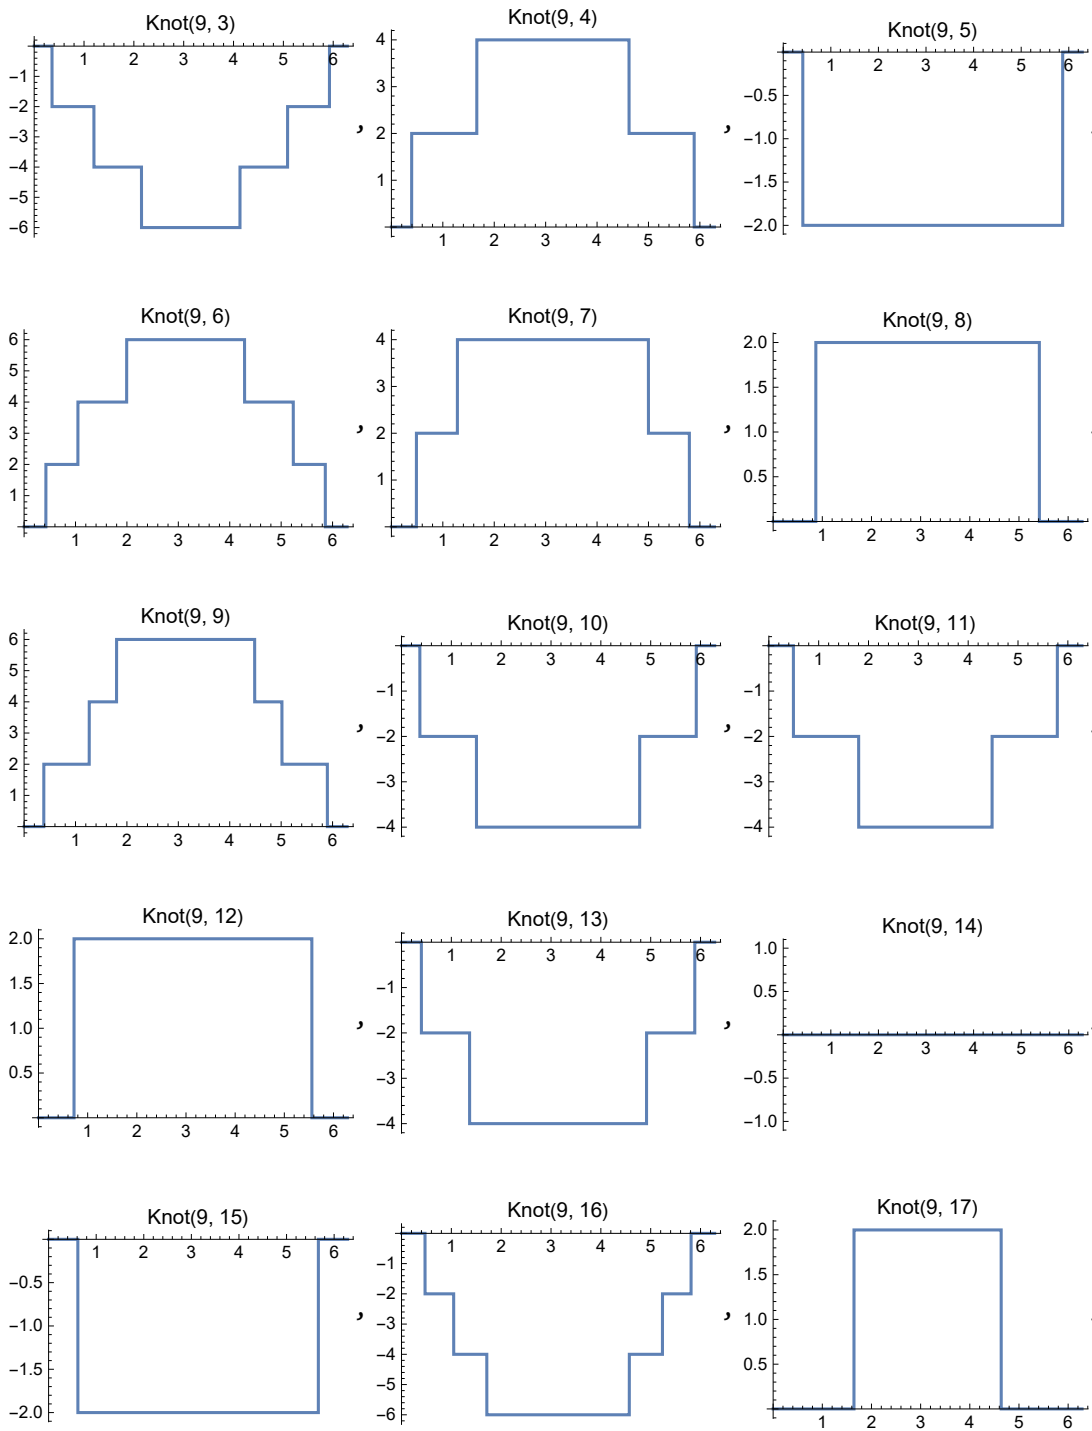 Knot(9, 3)
1 2 3 4 5 6
−1
−2
−3
−4
−5
−6
,
Knot(9, 4)
4
3
2
1
1 2 3 4 5 6
,
Knot(9, 5)
1 2 3 4 5 6
−0.5
−1.0
−1.5
−2.0
Knot(9, 6)
6
5
4
3
2
1
1 2 3 4 5 6
,
Knot(9, 7)
4
3
2
1
1 2 3 4 5 6
,
Knot(9, 8)
2.0
1.5
1.0
0.5
1 2 3 4 5 6
Knot(9, 9)
6
5
4
3
2
1
1 2 3 4 5 6
,
Knot(9, 10)
1 2 3 4 5 6
−1
−2
−3
−4
,
Knot(9, 11)
1 2 3 4 5 6
−1
−2
−3
−4
Knot(9, 12)
2.0
1.5
1.0
0.5
1 2 3 4 5 6
,
Knot(9, 13)
1 2 3 4 5 6
−1
−2
−3
−4
,
Knot(9, 14)
1.0
0.5
1 2 3 4 5 6
−0.5
−1.0
Knot(9, 15)
1 2 3 4 5 6
−0.5
−1.0
−1.5
−2.0
,
Knot(9, 16)
1 2 3 4 5 6
−1
−2
−3
−4
−5
−6
,
Knot(9, 17)
2.0
1.5
1.0
0.5
1 2 3 4 5 6